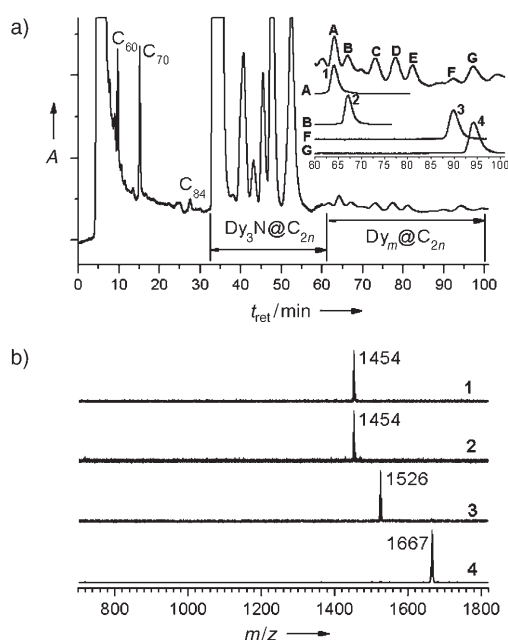 a)
C60
C70
C84
A
Dy3N@C2n
Dym@C2n
0 10 20 30 40 50 60 70 80 90 100
tret/min
A B C D E F G
1
A
2
B
3 4
F
G
60 65 70 75 80 85 90 95 100
b)
1454
1
1454
2
1526
3
1667
4
800 1000 1200 1400 1600 1800
m/z